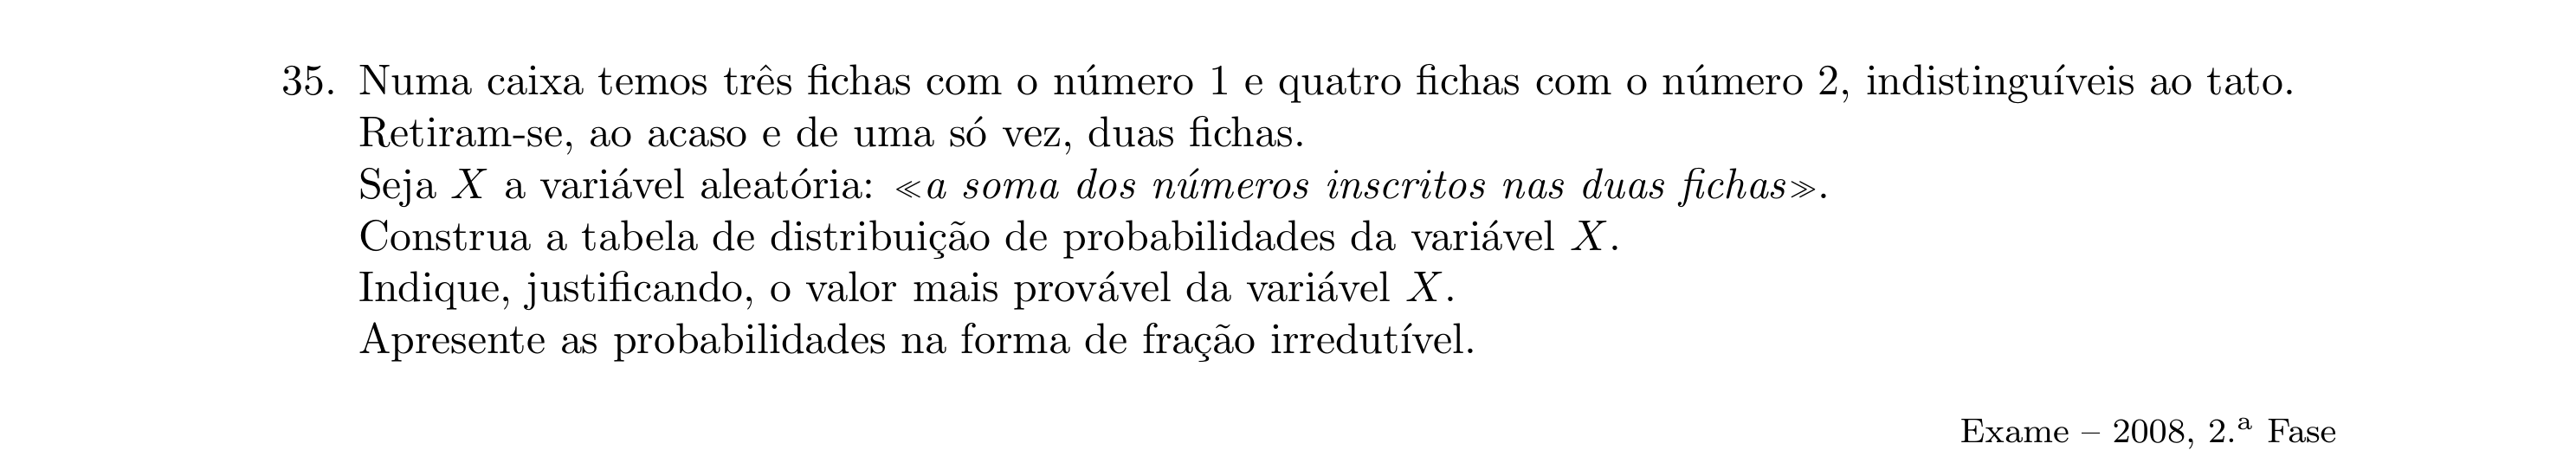 35. Numa caixa temos três fichas com o número 1 e quatro fichas com o número 2, indistinguíveis ao tato.
Retiram-se, ao acaso e de uma só vez, duas fichas.
Seja X a variável aleatória: ≪a soma dos números inscritos nas duas fichas≫.
Construa a tabela de distribuição de probabilidades da variável X.
Indique, justificando, o valor mais provável da variável X.
Apresente as probabilidades na forma de fração irredutível.
Exame – 2008, 2.ª Fase